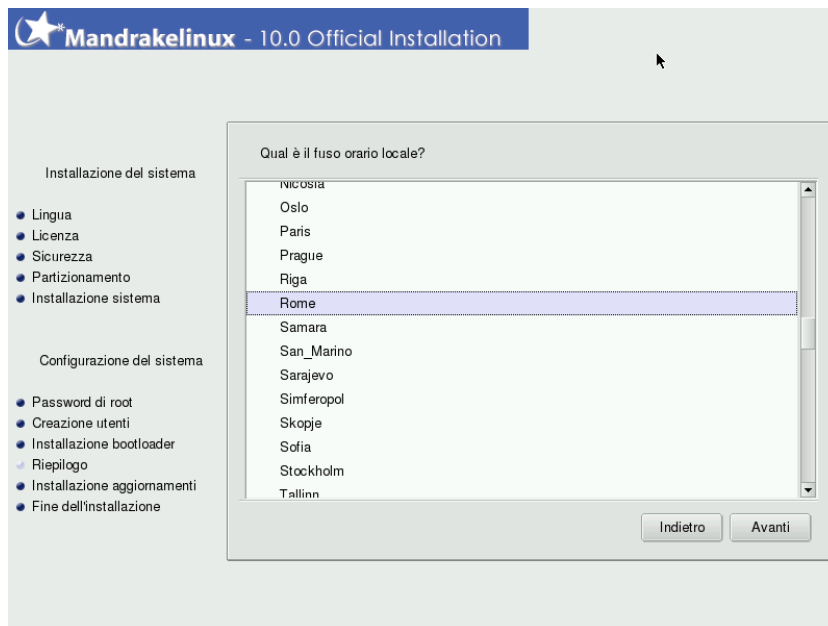 Mandrakelinux - 10.0 Official Installation
Installazione del sistema
Lingua
Licenza
Sicurezza
Partizionamento
Installazione sistema
Configurazione del sistema
Password di root
Creazione utenti
Installazione bootloader
Riepilogo
Installazione aggiornamenti
Fine dell'installazione
Qual è il fuso orario locale?
Nicosia
Oslo
Paris
Prague
Riga
Rome
Samara
San_Marino
Sarajevo
Simferopol
Skopje
Sofia
Stockholm
Tallinn
Indietro Avanti